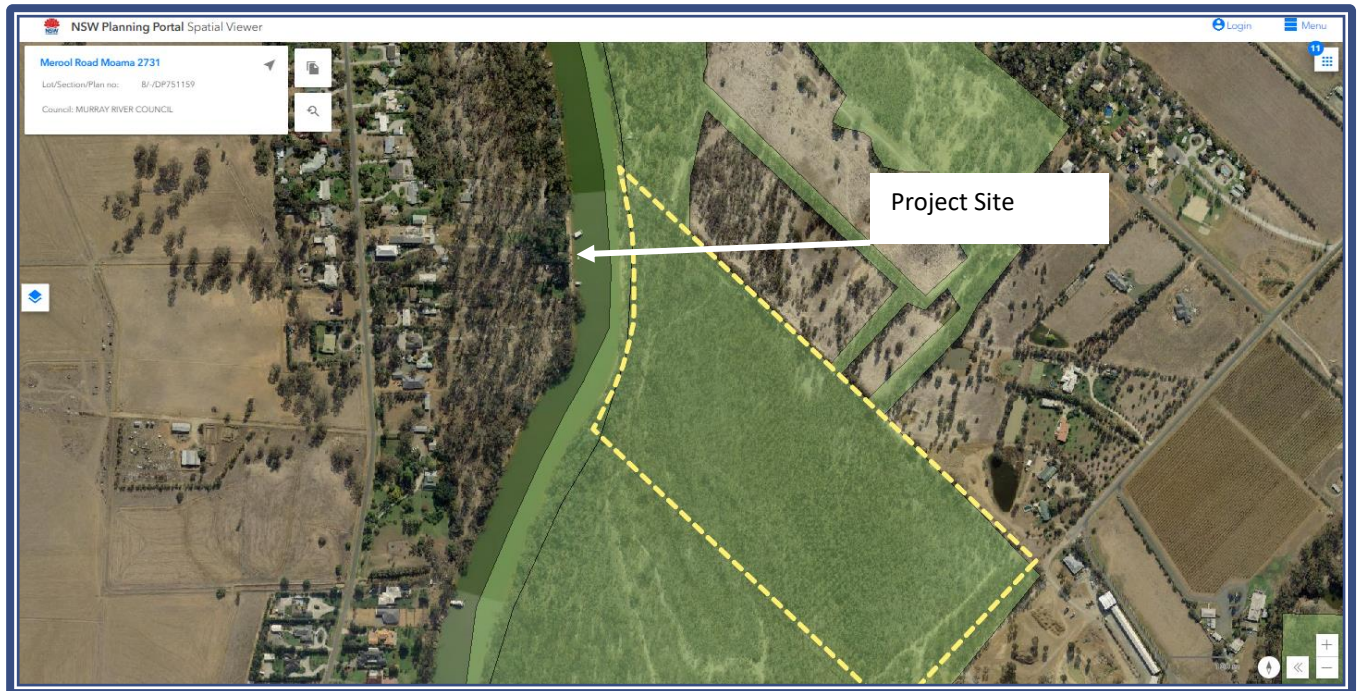 NSW
NSW Planning Portal Spatial Viewer
Login
Menu
11
Merool Road Moama 2731
Lot/Section/Plan no: B/-/DP751159
Council: MURRAY RIVER COUNCIL
Project Site